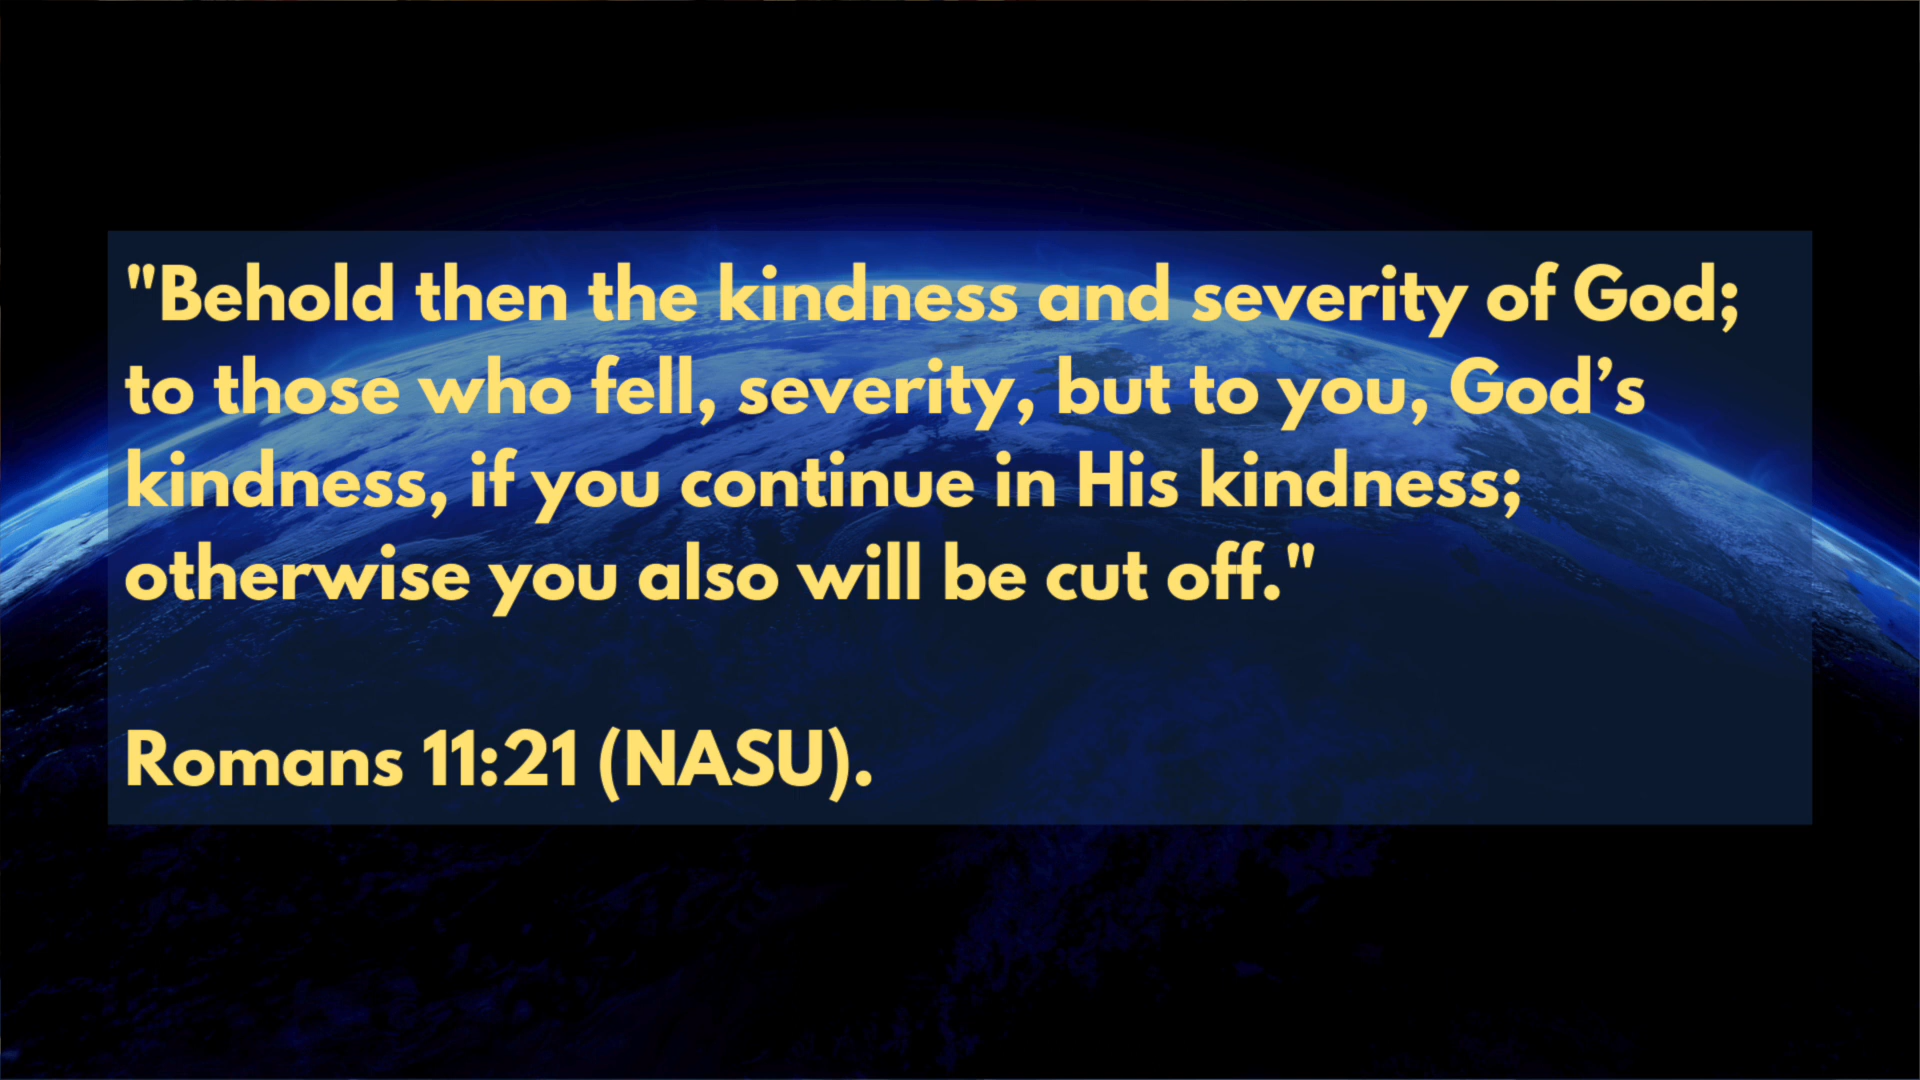 "Behold then the kindness and severity of God;
to those who fell, severity, but to you, God’s
kindness, if you continue in His kindness;
otherwise you also will be cut off."
Romans 11:21 (NASU).